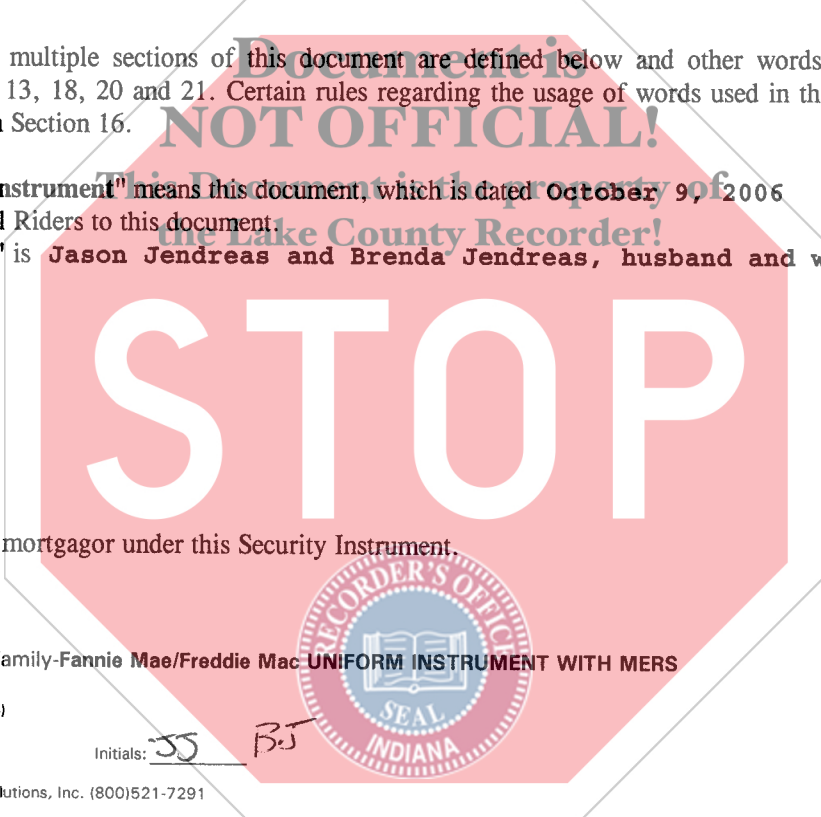 multiple sections of this document are defined below and other words
Document is
13, 18, 20 and 21. Certain rules regarding the usage of words used in th
Section 16.
NOT OFFICIAL!
nstrument" means this document, which is dated October 9, 2006
This Document is the property of
Riders to this document.
the Lake County Recorder!
" is Jason Jendreas and Brenda Jendreas, husband and w
STOP
mortgagor under this Security Instrument.
RECORDER'S OFFICE
amily-Fannie Mae/Freddie Mac UNIFORM INSTRUMENT WITH MERS
SEAL
INDIANA
Initials: JJ BJ
lutions, Inc. (800)521-7291